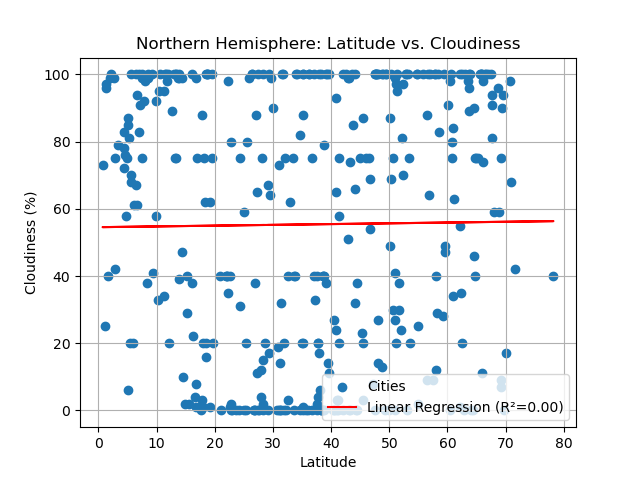 Northern Hemisphere: Latitude vs. Cloudiness
Cloudiness (%)
100
80
60
40
20
0
0 10 20 30 40 50 60 70 80
Latitude
Cities
Linear Regression (R²=0.00)